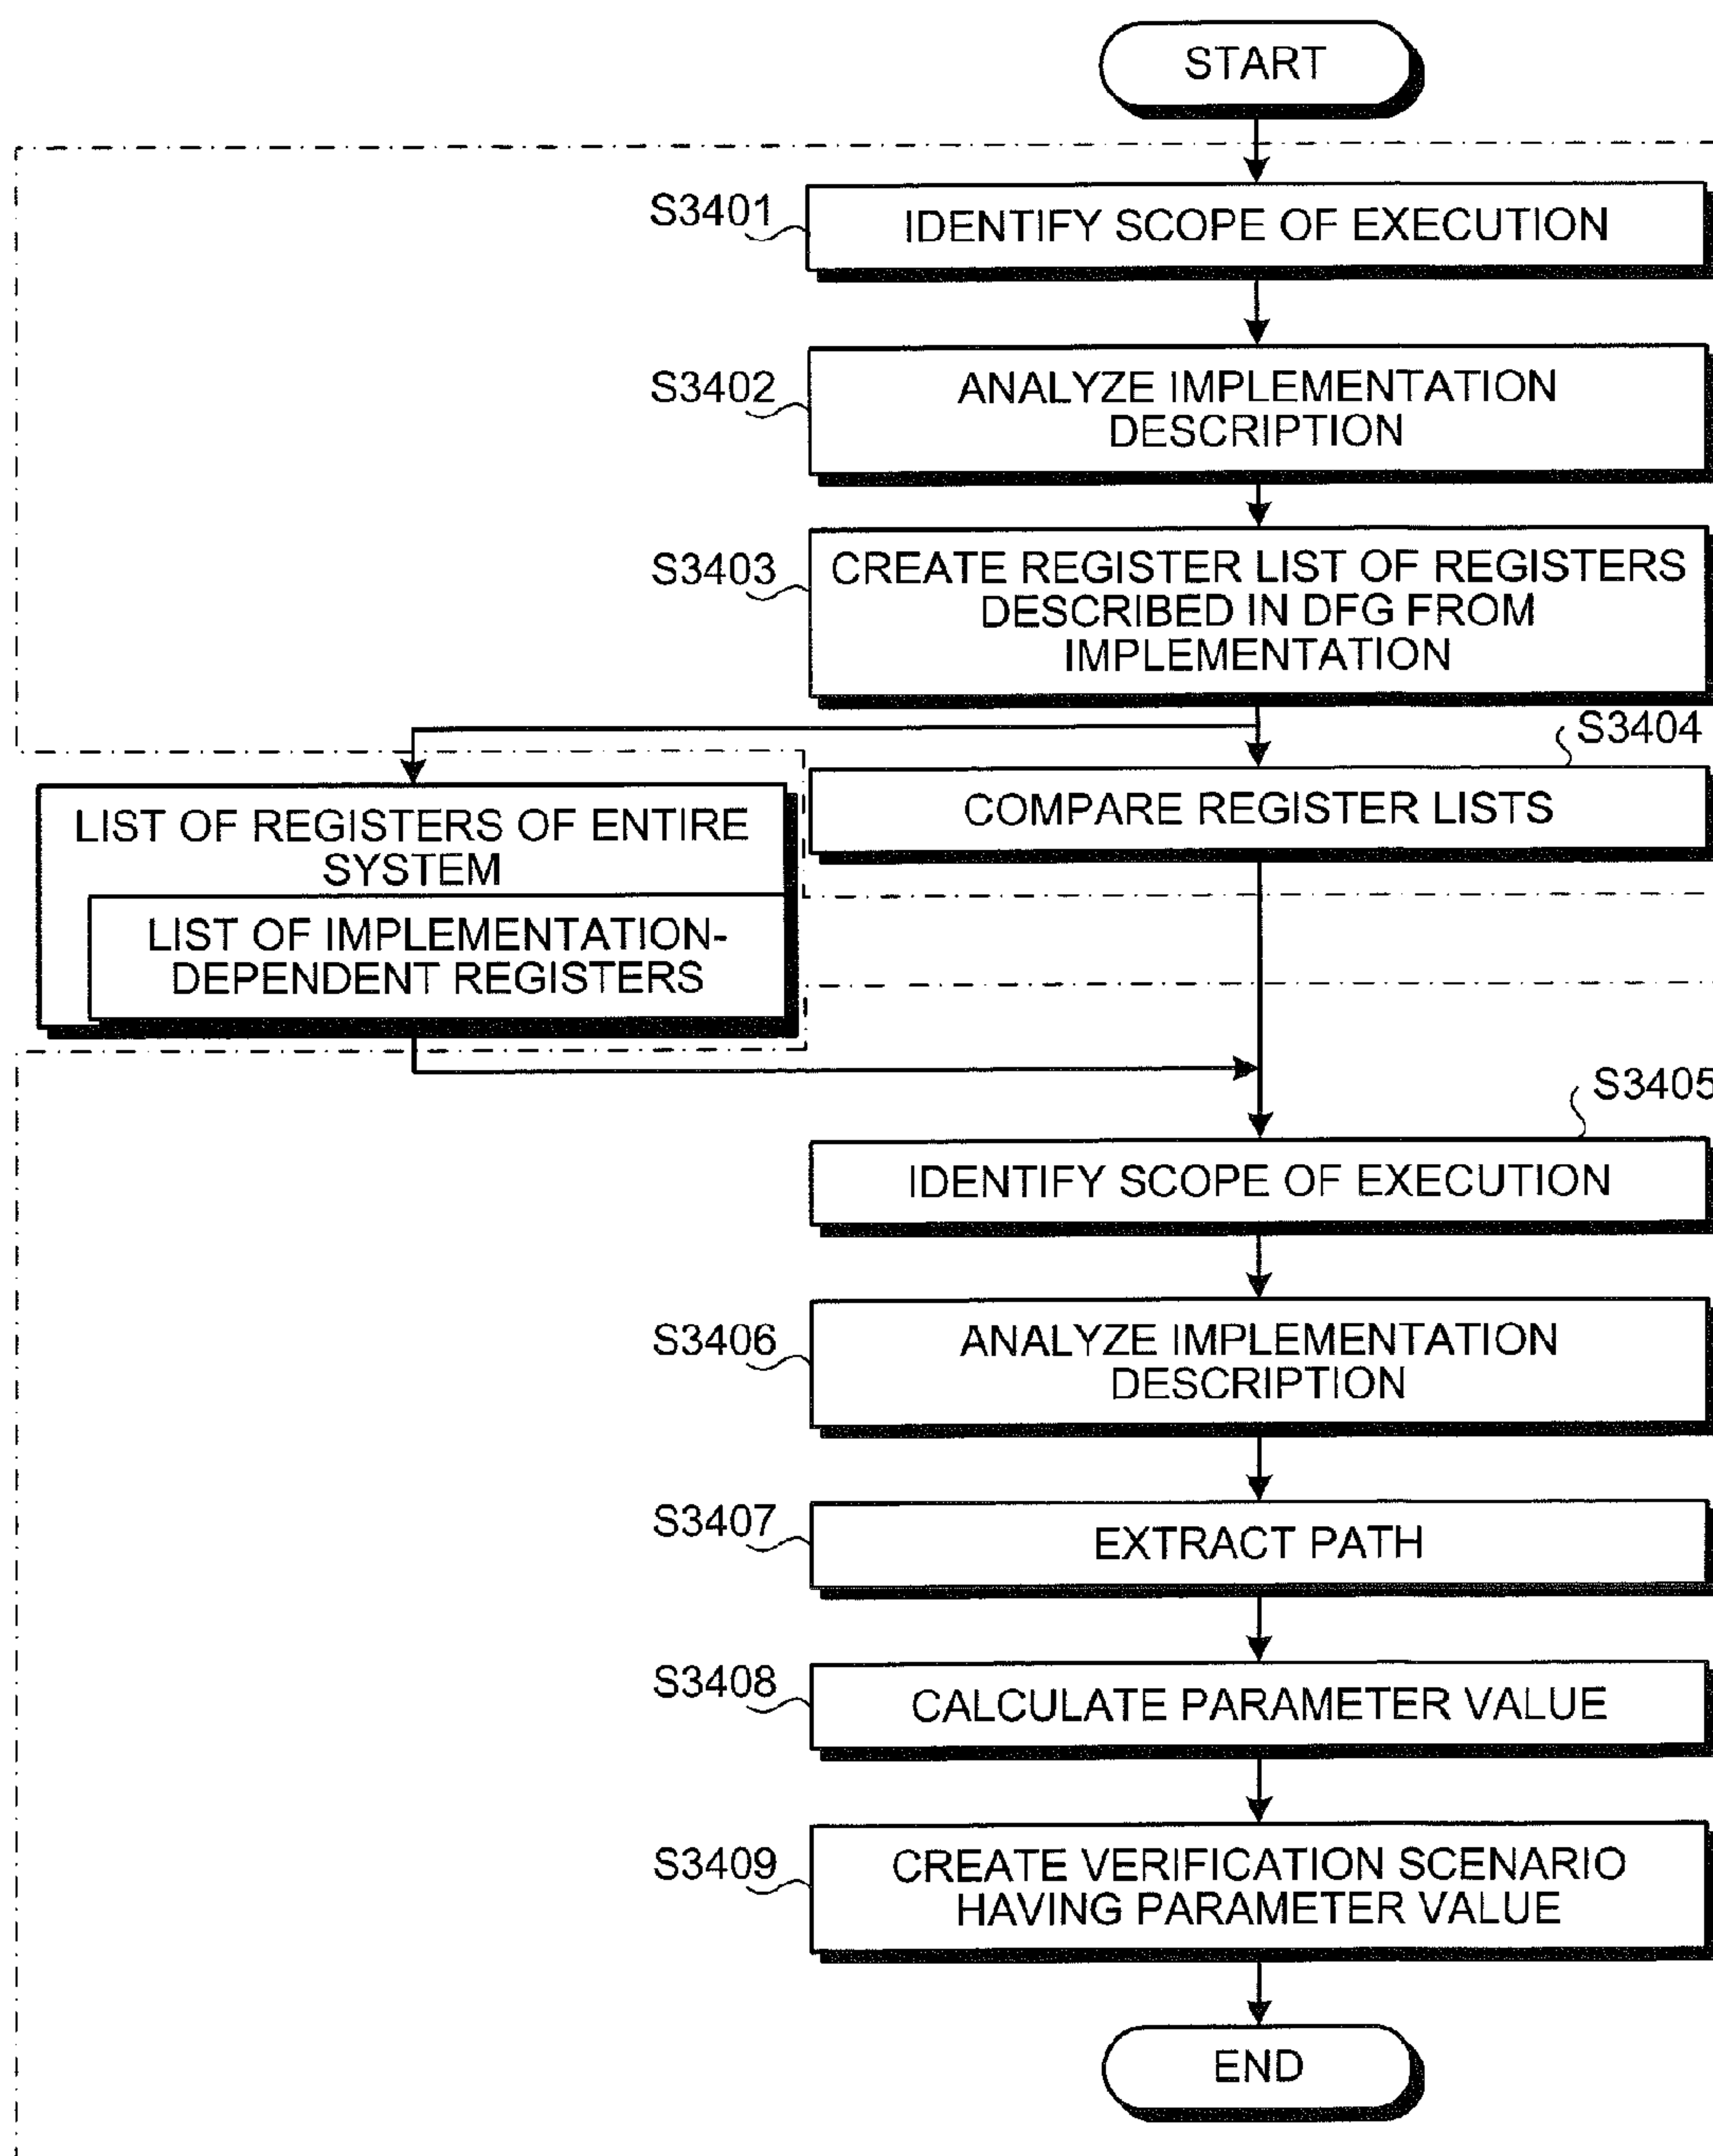 START
S3401
IDENTIFY SCOPE OF EXECUTION
S3402
ANALYZE IMPLEMENTATION
DESCRIPTION
S3403
CREATE REGISTER LIST OF REGISTERS
DESCRIBED IN DFG FROM
IMPLEMENTATION
S3404
COMPARE REGISTER LISTS
LIST OF REGISTERS OF ENTIRE
SYSTEM
LIST OF IMPLEMENTATION-
DEPENDENT REGISTERS
S3405
IDENTIFY SCOPE OF EXECUTION
S3406
ANALYZE IMPLEMENTATION
DESCRIPTION
S3407
EXTRACT PATH
S3408
CALCULATE PARAMETER VALUE
S3409
CREATE VERIFICATION SCENARIO
HAVING PARAMETER VALUE
END